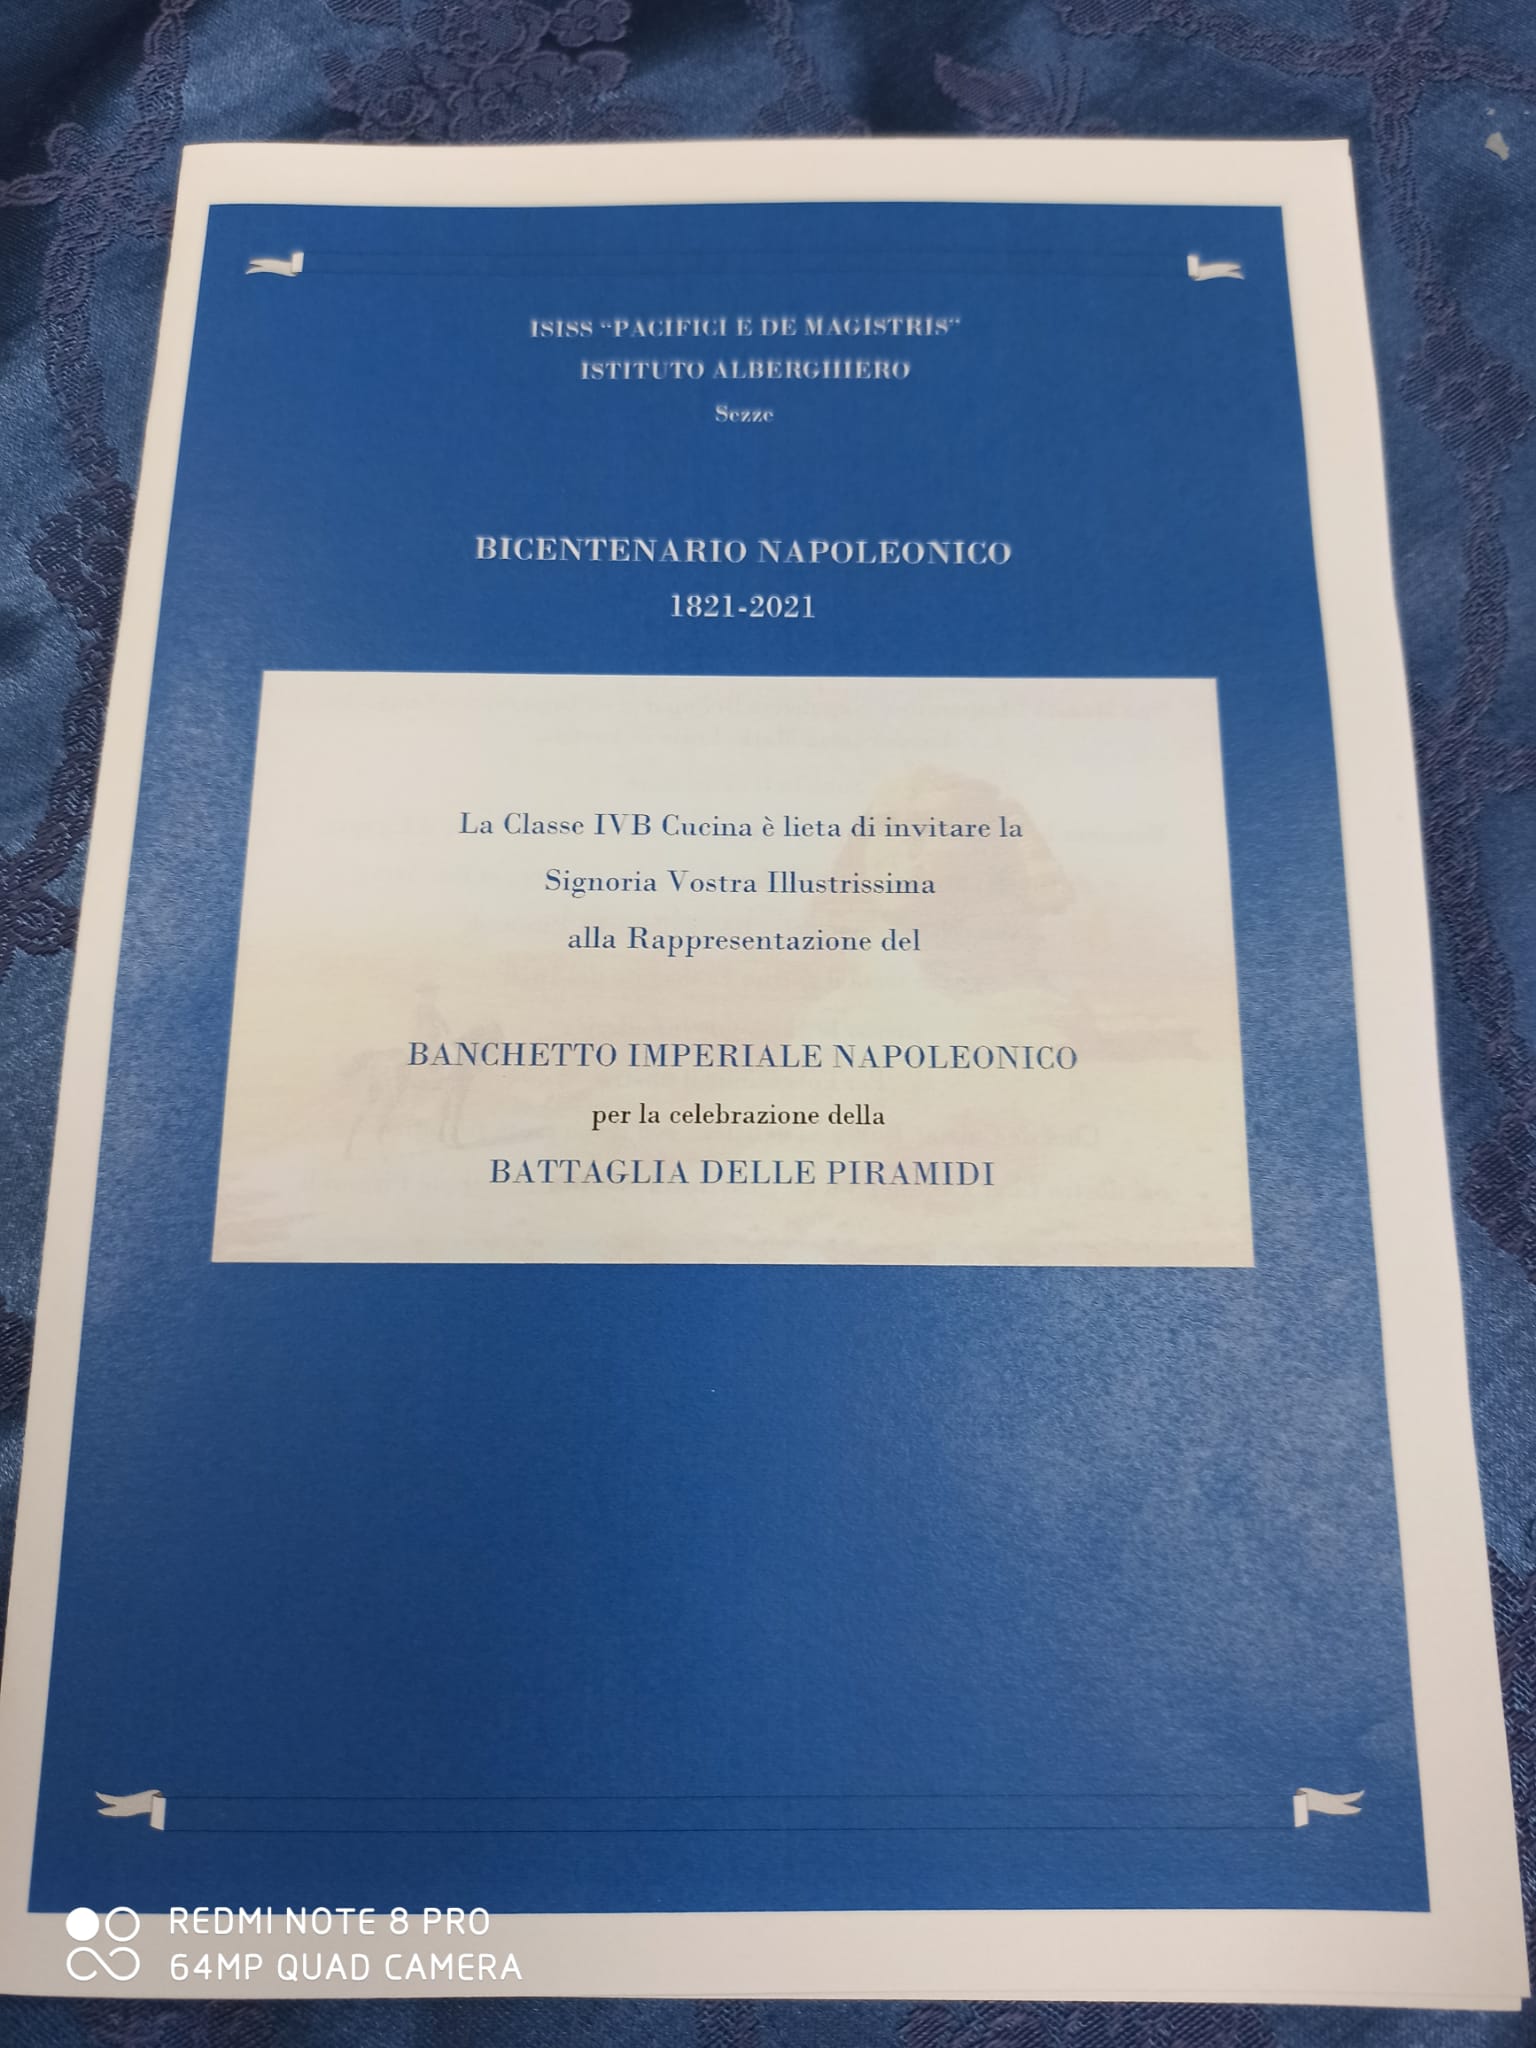 ISISS “PACIFICI E DE MAGISTRIS”
ISTITUTO ALBERGHIERO
Sezze
BICENTENARIO NAPOLEONICO
1821-2021
La Classe IVB Cucina è lieta di invitare la
Signoria Vostra Illustrissima
alla Rappresentazione del
BANCHETTO IMPERIALE NAPOLEONICO
per la celebrazione della
BATTAGLIA DELLE PIRAMIDI
REDMI NOTE 8 PRO
64MP QUAD CAMERA